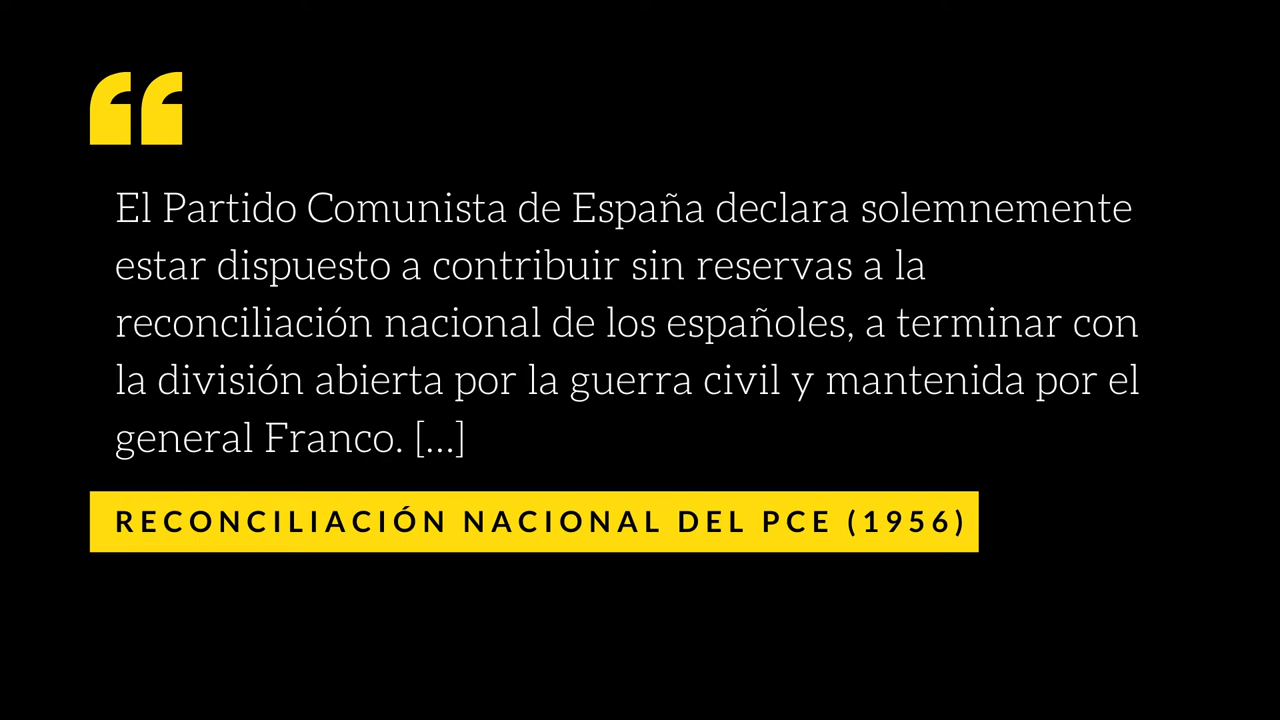 “
El Partido Comunista de España declara solemnemente
estar dispuesto a contribuir sin reservas a la
reconciliación nacional de los españoles, a terminar con
la división abierta por la guerra civil y mantenida por el
general Franco. [...]
RECONCILIACIÓN NACIONAL DEL PCE (1956)